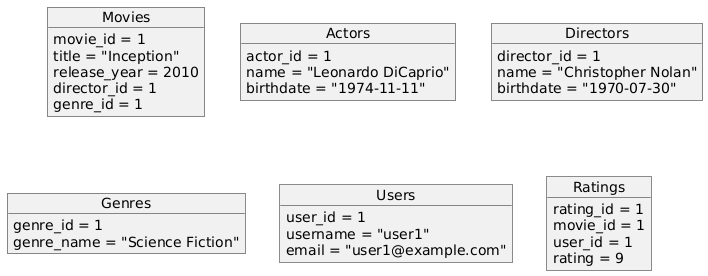 Movies
movie_id = 1
title = "Inception"
release_year = 2010
director_id = 1
genre_id = 1
Actors
actor_id = 1
name = "Leonardo DiCaprio"
birthdate = "1974-11-11"
Directors
director_id = 1
name = "Christopher Nolan"
birthdate = "1970-07-30"
Genres
genre_id = 1
genre_name = "Science Fiction"
Users
user_id = 1
username = "user1"
email = "user1@example.com"
Ratings
rating_id = 1
movie_id = 1
user_id = 1
rating = 9